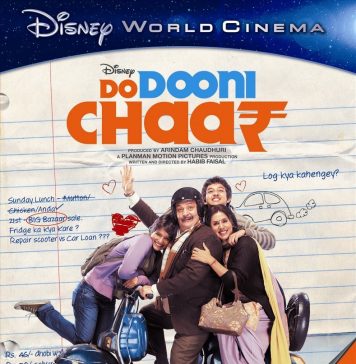 Disney WORLD CINEMA
Disney
DO DOONI
CHAAR
PRODUCED BY ARINDAM CHAUDHURI
A PLANMAN MOTION PICTURES PRODUCTION
WRITTEN AND DIRECTED BY HABIB FAISAL
Log kya kahengey?
Sunday Lunch - Mutton/
Chicken/Anda/
21st - BIG Bazaar sale.
Fridge ka kya kare ?
Repair scooter vs Car Loan ???
Rs. 46/- dhobi